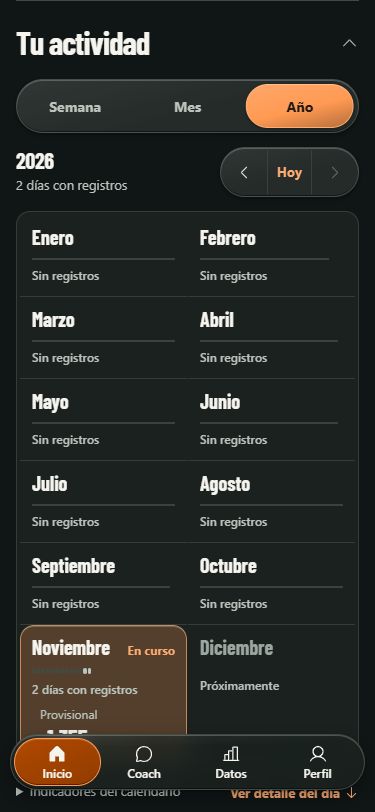 Tu actividad
Semana Mes Año
2026
2 días con registros
Hoy
Enero Febrero
Sin registros Sin registros
Marzo Abril
Sin registros Sin registros
Mayo Junio
Sin registros Sin registros
Julio Agosto
Sin registros Sin registros
Septiembre Octubre
Sin registros Sin registros
Noviembre En curso Diciembre
2 días con registros Próximamente
Provisional
Inicio Coach Datos Perfil
Indicadores del calendario Ver detalle del día